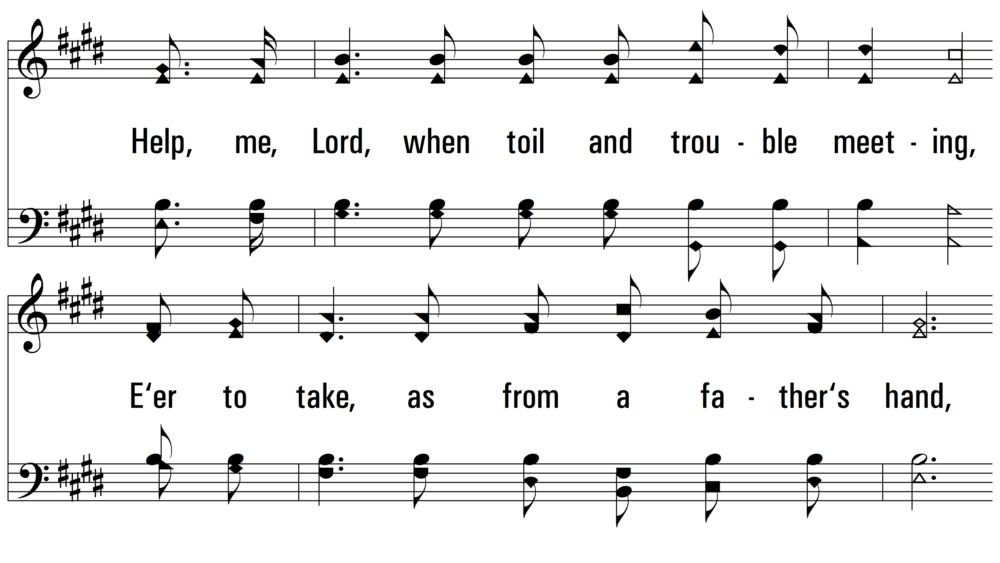 Help, me, Lord, when toil and trou - ble meet - ing,
E‘er to take, as from a fa - ther‘s hand,